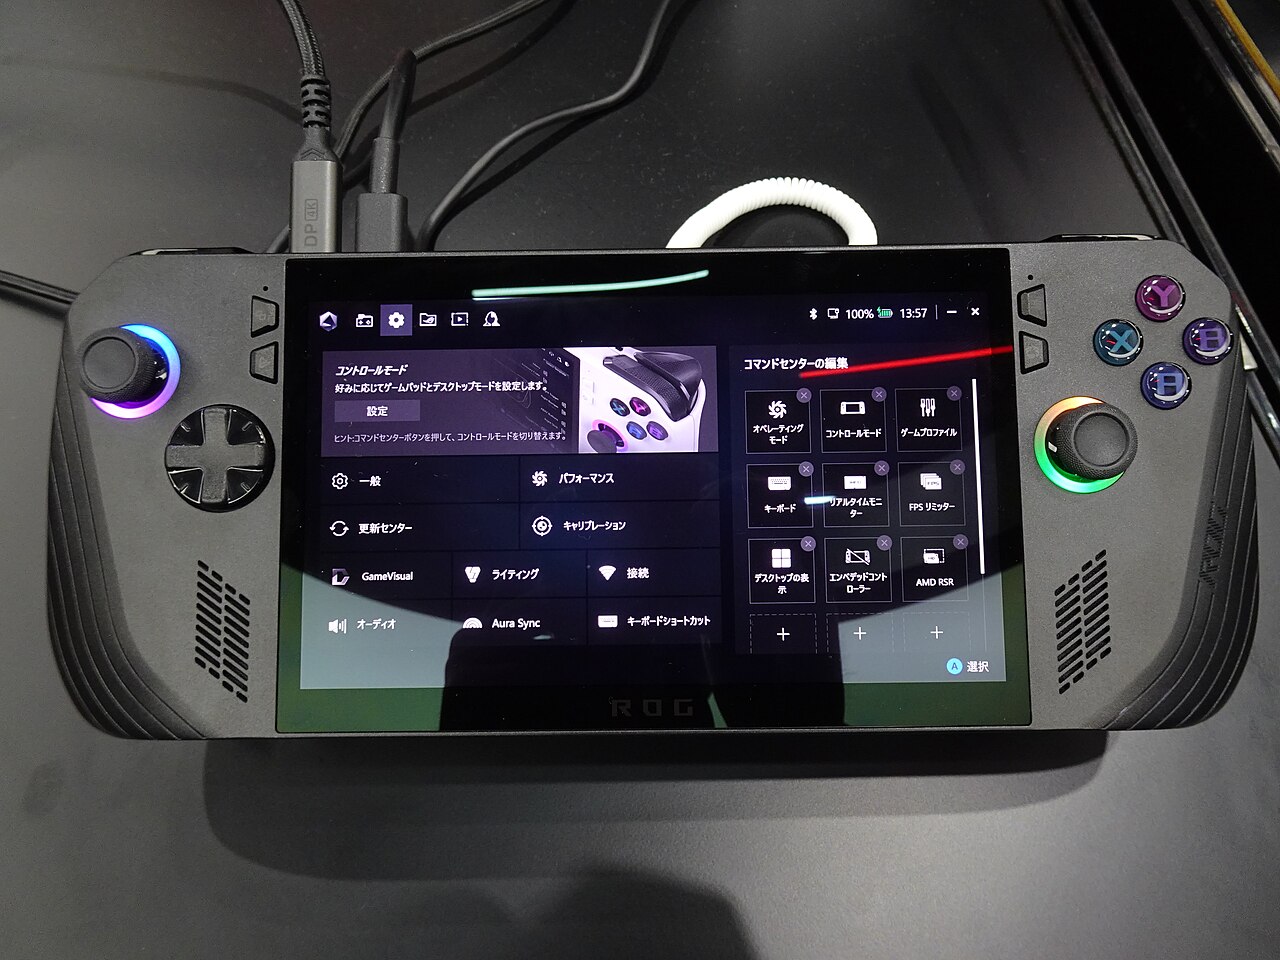 DP 4K
100%
13:57
コントロールモード
好みに応じてゲームパッドとデスクトップモードを設定します。
設定
ヒント:コマンドセンターボタンを押して、コントロールモードを切り替えます。
一般
パフォーマンス
更新センター
キャリブレーション
GameVisual
ライティング
接続
オーディオ
Aura Sync
キーボードショートカット
コマンドセンターの編集
オペレーティング
モード
コントロールモード
ゲームプロファイル
キーボード
リアルタイムモニ
ター
FPS リミッター
デスクトップの表
示
エンベデッドコント
ローラー
AMD RSR
A 選択
Y
X
B
A
ROG